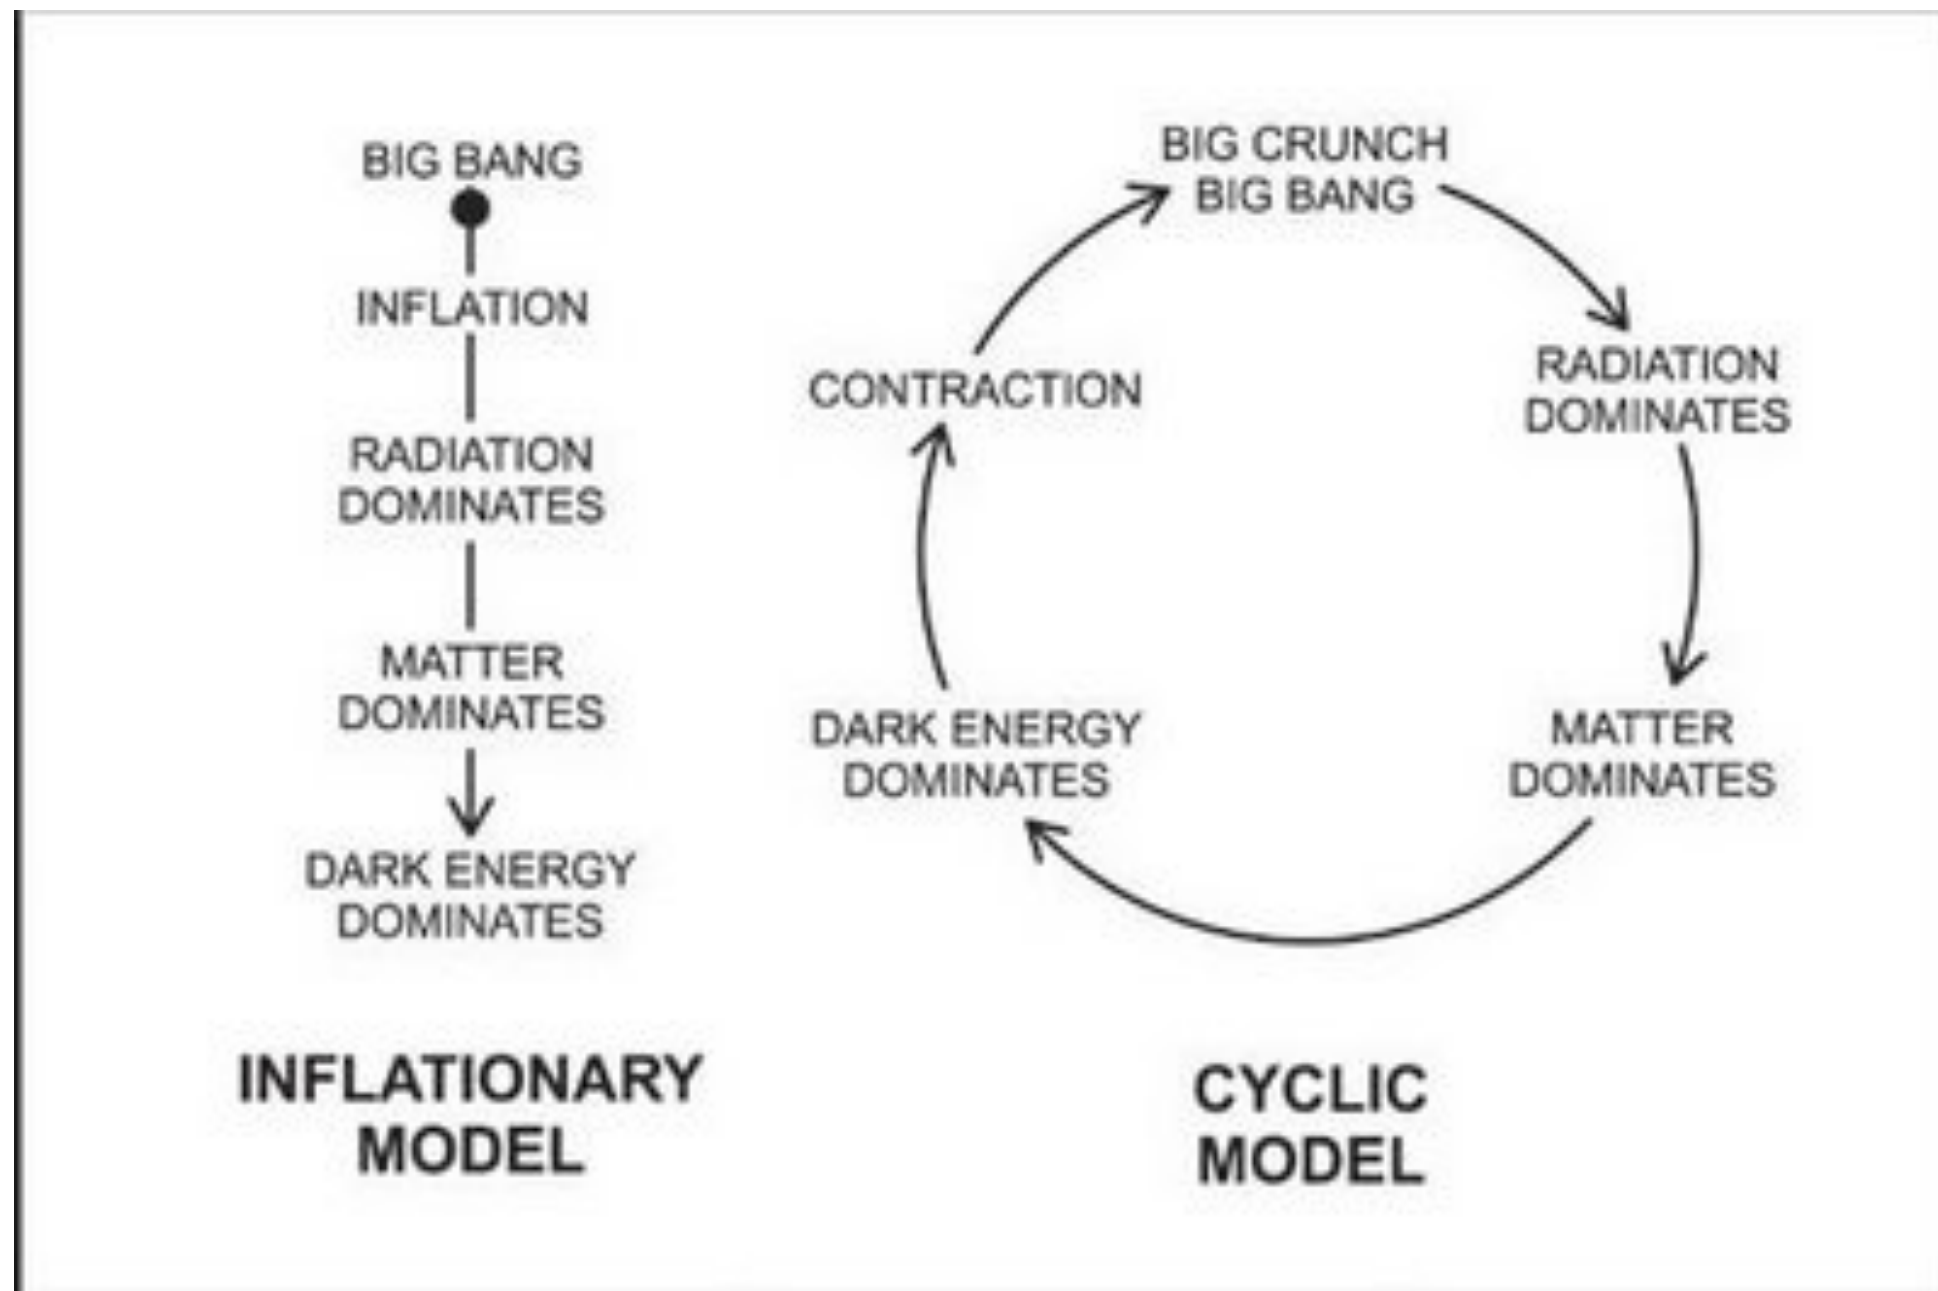 BIG BANG
INFLATION
RADIATION
DOMINATES
MATTER
DOMINATES
DARK ENERGY
DOMINATES
INFLATIONARY
MODEL
BIG CRUNCH
BIG BANG
RADIATION
DOMINATES
MATTER
DOMINATES
DARK ENERGY
DOMINATES
CONTRACTION
CYCLIC
MODEL